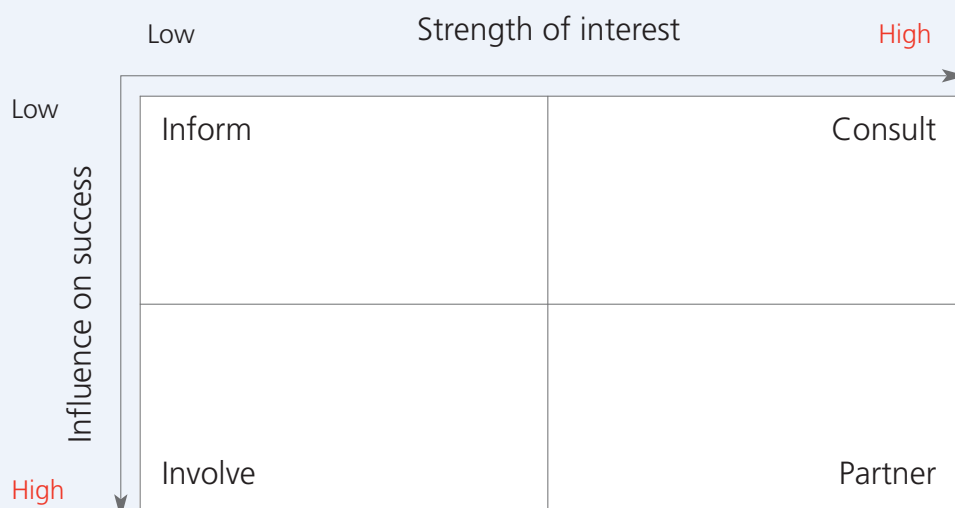 Low
Strength of interest
High
Low
Inform
Consult
Influence on success
High
Involve
Partner